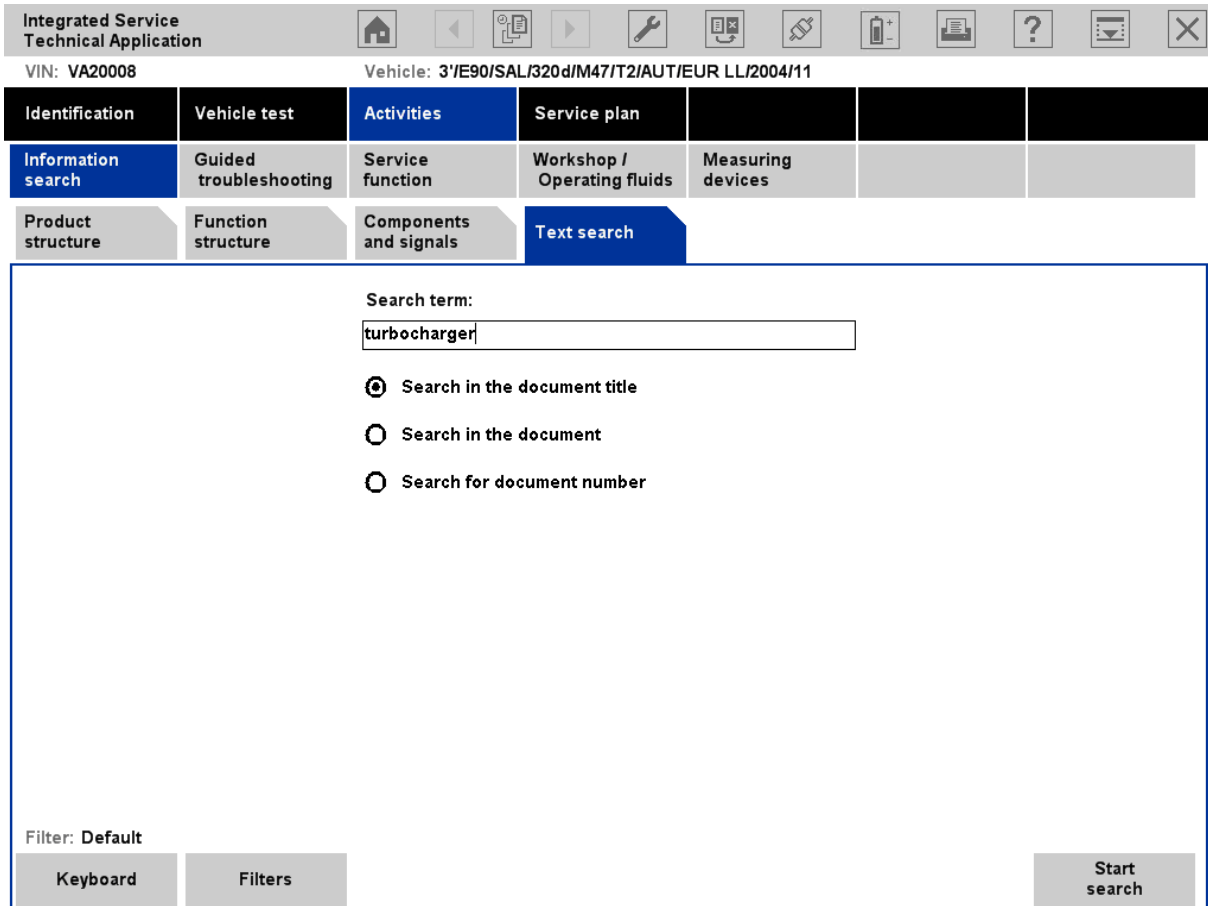 Integrated Service
Technical Application
VIN: VA20008
Vehicle: 3'/E90/SAL/320d/M47/T2/AUT/EUR LL/2004/11
Identification
Vehicle test
Activities
Service plan
Information
search
Guided
troubleshooting
Service
function
Workshop /
Operating fluids
Measuring
devices
Product
structure
Function
structure
Components
and signals
Text search
Search term:
turbocharger
Search in the document title
Search in the document
Search for document number
Filter: Default
Keyboard
Filters
Start
search